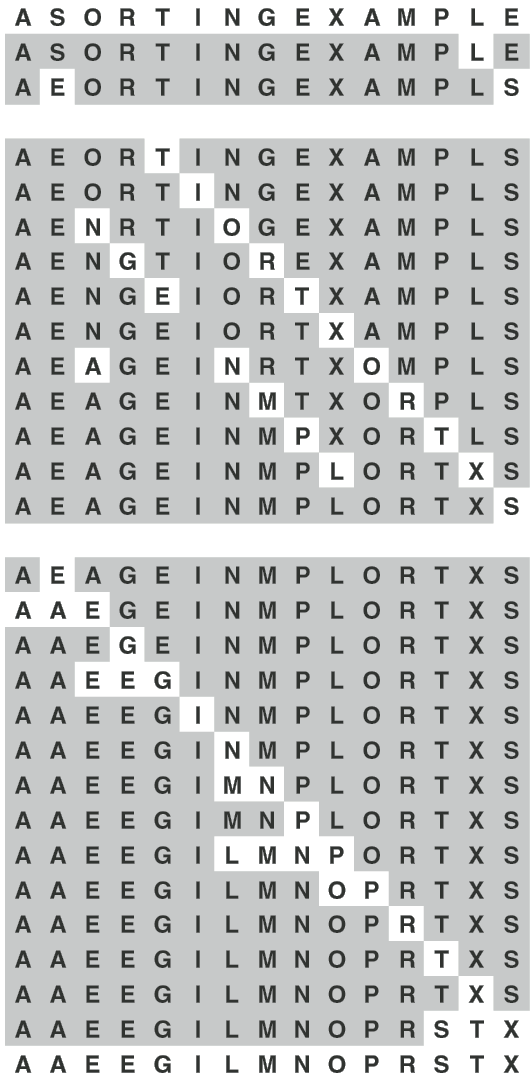 A S O R T I N G E X A M P L E
A S O R T I N G E X A M P L E
A E O R T I N G E X A M P L S
A E O R T I N G E X A M P L S
A E O R T I N G E X A M P L S
A E N R T I O G E X A M P L S
A E N G T I O R E X A M P L S
A E N G E I O R T X A M P L S
A E N G E I O R T X A M P L S
A E A G E I N R T X O M P L S
A E A G E I N M T X O R P L S
A E A G E I N M P X O R T L S
A E A G E I N M P L O R T X S
A E A G E I N M P L O R T X S
A E A G E I N M P L O R T X S
A A E G E I N M P L O R T X S
A A E G E I N M P L O R T X S
A A E E G I N M P L O R T X S
A A E E G I N M P L O R T X S
A A E E G I N M P L O R T X S
A A E E G I M N P L O R T X S
A A E E G I M N P L O R T X S
A A E E G I L M N P O R T X S
A A E E G I L M N O P R T X S
A A E E G I L M N O P R T X S
A A E E G I L M N O P R T X S
A A E E G I L M N O P R T X S
A A E E G I L M N O P R S T X
A A E E G I L M N O P R S T X